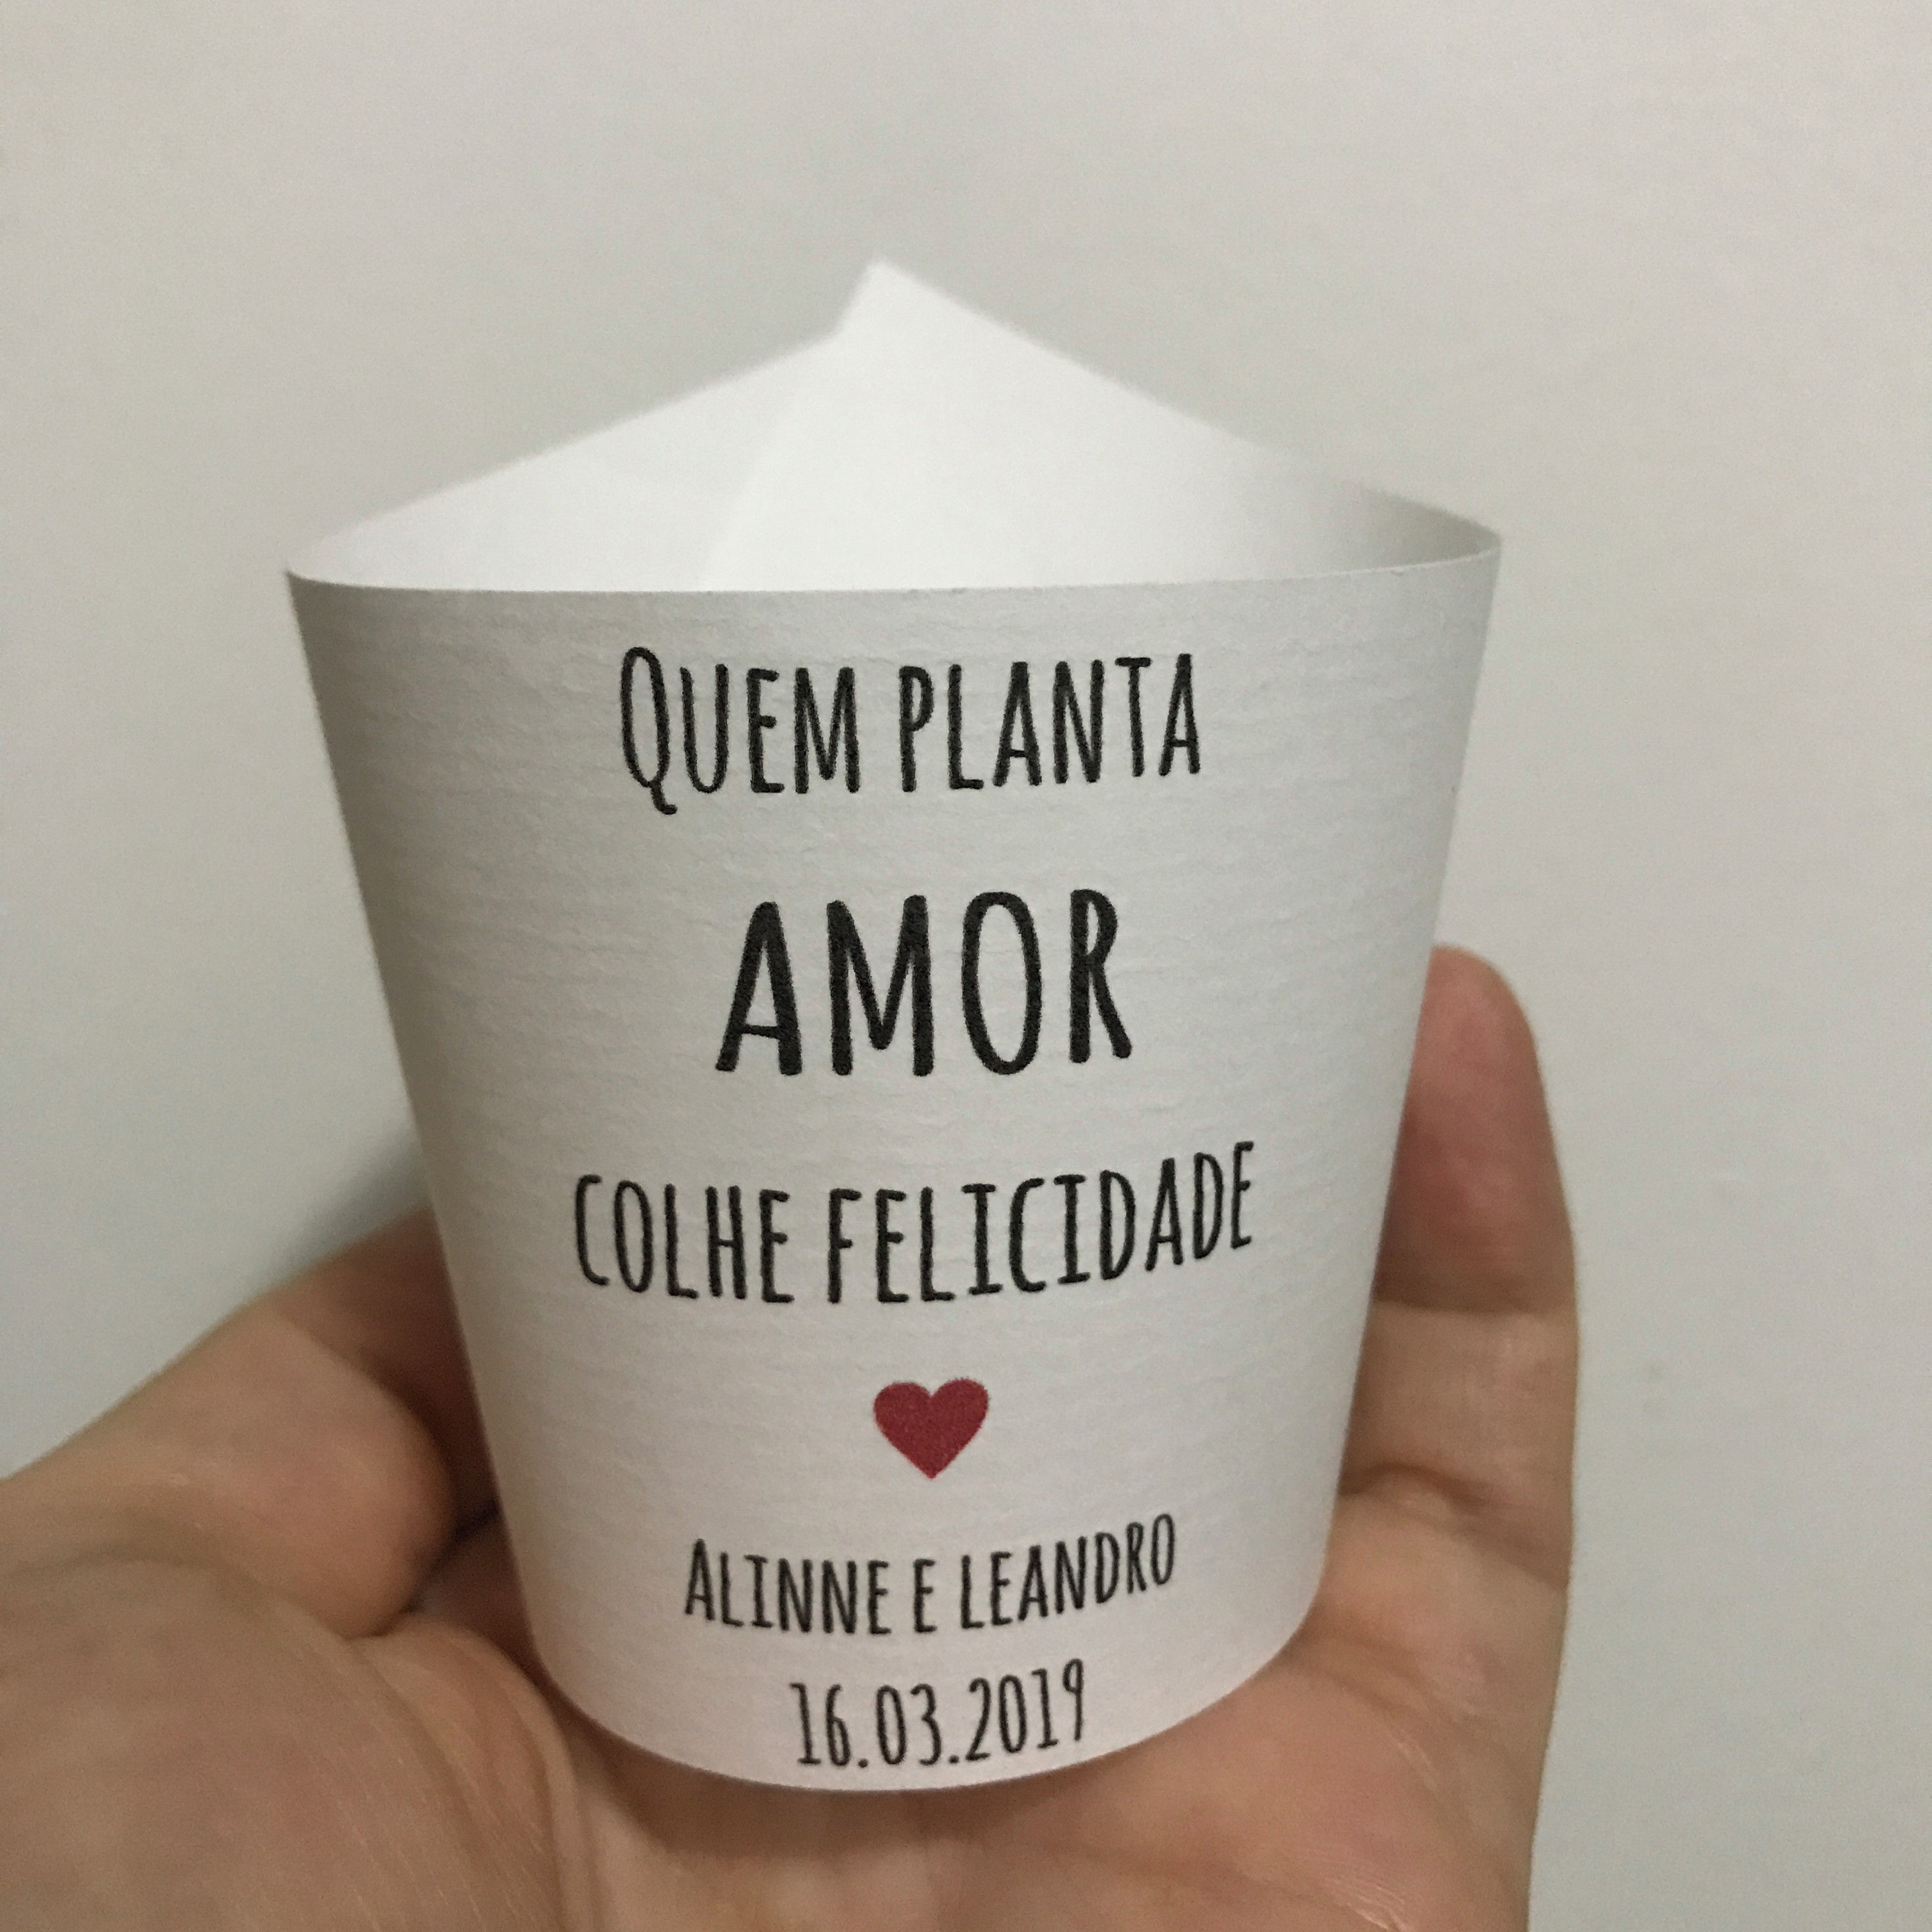 QUEM PLANTA
AMOR
COLHE FELICIDADE
ALINNE E LEANDRO
16.03.2019